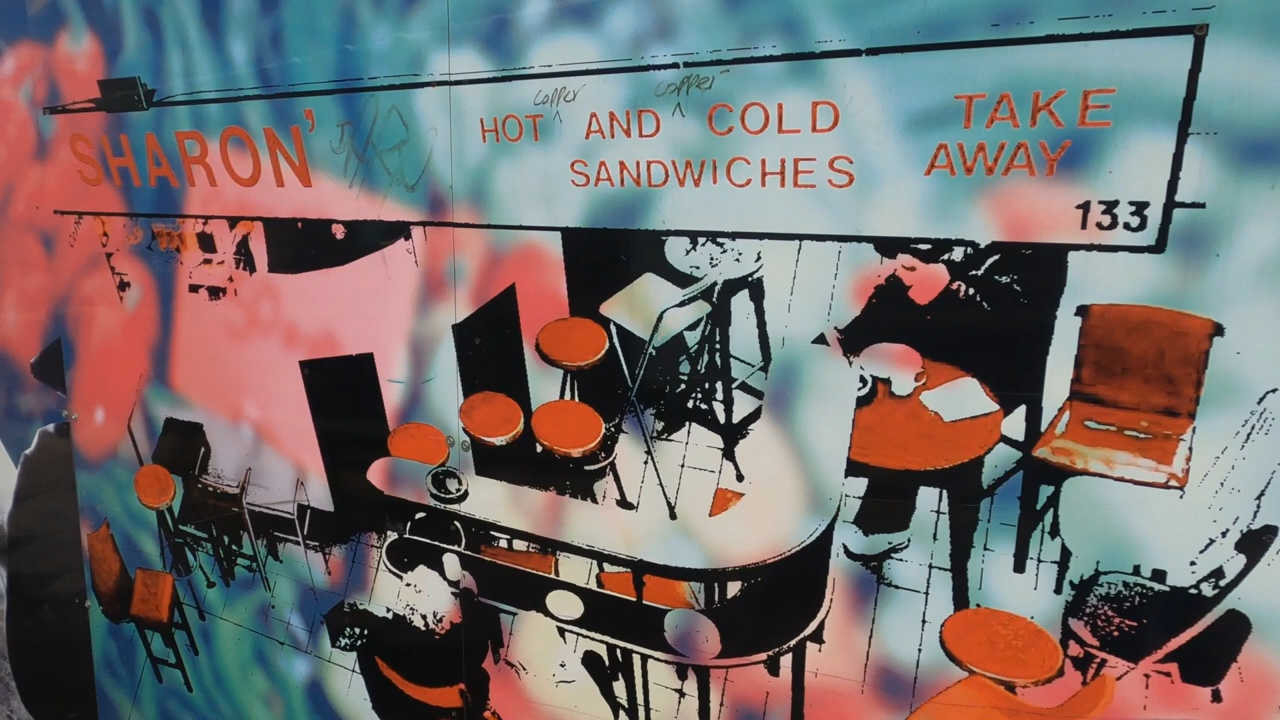 SHARON'
copper copper
HOT ^ AND ^ COLD
SANDWICHES
TAKE
AWAY
133